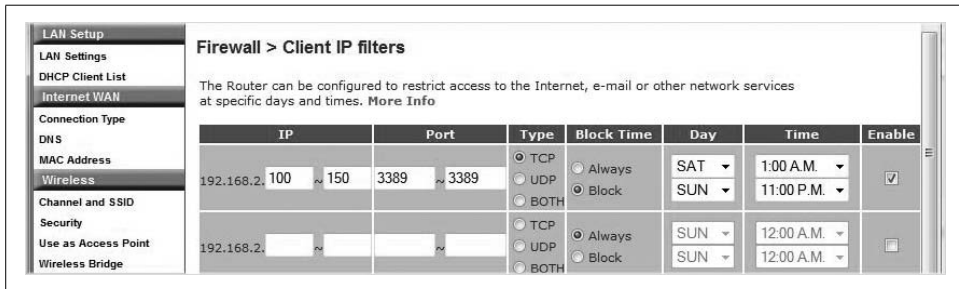 LAN Setup
LAN Settings
DHCP Client List
Internet WAN
Connection Type
DNS
MAC Address
Wireless
Channel and SSID
Security
Use as Access Point
Wireless Bridge
Firewall > Client IP filters
The Router can be configured to restrict access to the Internet, e-mail or other network services
at specific days and times. More Info
IP Port Type Block Time Day Time Enable
192.168.2. 100 ~ 150 3389 ~ 3389
TCP
UDP
BOTH
Always
Block
SAT
SUN
1:00 A.M.
11:00 P.M.
192.168.2. ~ ~
TCP
UDP
BOTH
Always
Block
SUN
SUN
12:00 A.M.
12:00 A.M.